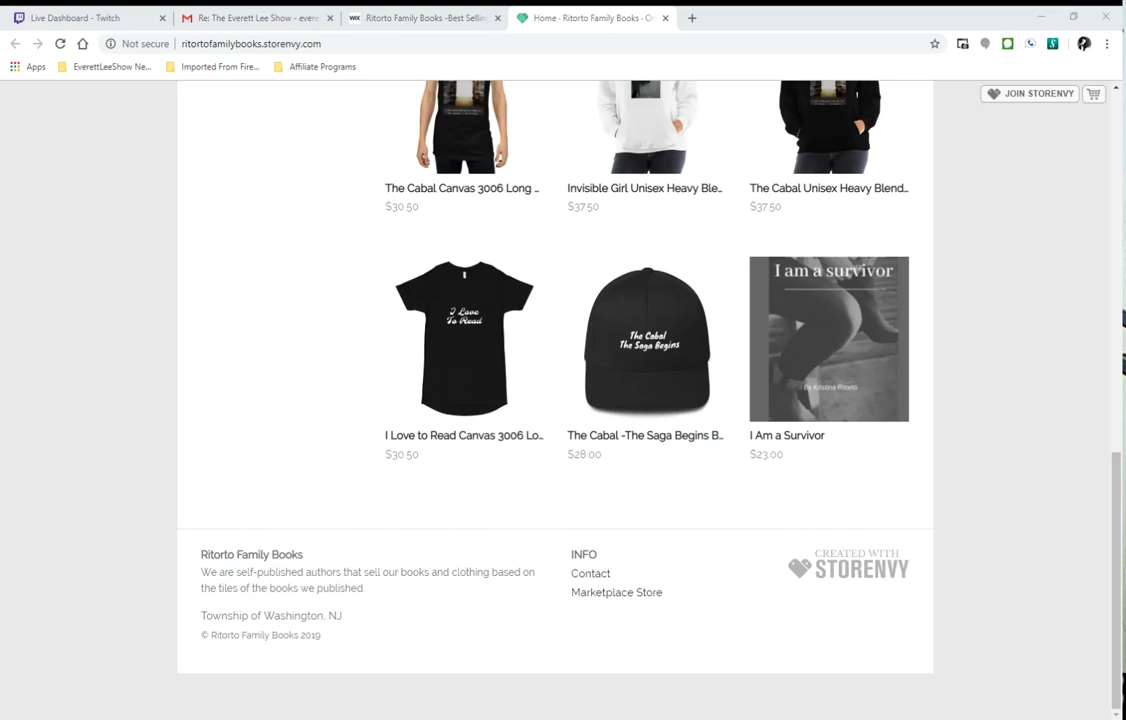 Live Dashboard - Twitch
Re: The Everett Lee Show - evere
WIX
Ritorto Family Books -Best Selling
Home · Ritorto Family Books · On
Not secure
ritortofamilybooks.storenvy.com
Apps
EverettLeeShow Ne...
Imported From Fire...
Affiliate Programs
JOIN STORENVY
The Cabal Canvas 3006 Long ...
Invisible Girl Unisex Heavy Ble...
The Cabal Unisex Heavy Blend...
$30.50
$37.50
$37.50
I Love
To Read
The Cabal
The Saga Begins
I am a survivor
By Kristina Ritorto
I Love to Read Canvas 3006 Lo...
The Cabal -The Saga Begins B...
I Am a Survivor
$30.50
$28.00
$23.00
Ritorto Family Books
We are self-published authors that sell our books and clothing based on
the tiles of the books we published.
Township of Washington, NJ
© Ritorto Family Books 2019
INFO
Contact
Marketplace Store
CREATED WITH
STORENVY